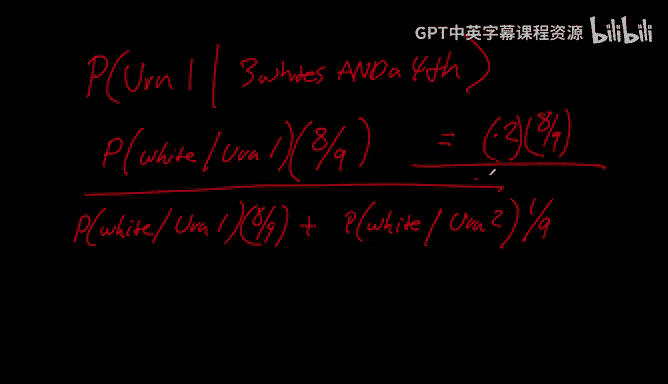 GPT中英字幕课程资源 bilibili
P(Urn 1 | 3 whites AND a 4th)
P(white/Urn 1)(8/9) = (.2)(8/9)
P(white/Urn 1)(8/9) + P(white/Urn 2) 1/9